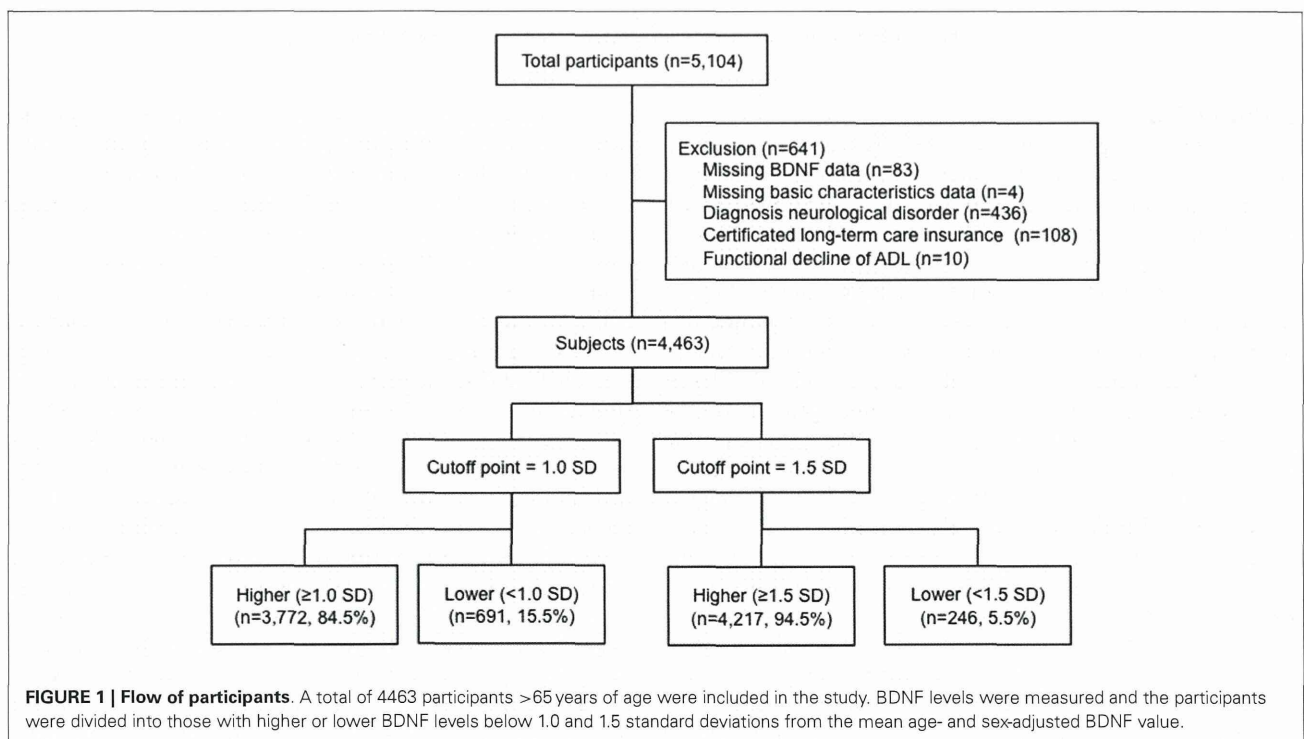 Total participants (n=5,104)
Exclusion (n=641)
Missing BDNF data (n=83)
Missing basic characteristics data (n=4)
Diagnosis neurological disorder (n=436)
Certificated long-term care insurance (n=108)
Functional decline of ADL (n=10)
Subjects (n=4,463)
Cutoff point = 1.0 SD
Cutoff point = 1.5 SD
Higher (≥1.0 SD)
(n=3,772, 84.5%)
Lower (<1.0 SD)
(n=691, 15.5%)
Higher (≥1.5 SD)
(n=4,217, 94.5%)
Lower (<1.5 SD)
(n=246, 5.5%)
FIGURE 1 | Flow of participants. A total of 4463 participants >65 years of age were included in the study. BDNF levels were measured and the participants
were divided into those with higher or lower BDNF levels below 1.0 and 1.5 standard deviations from the mean age- and sex-adjusted BDNF value.